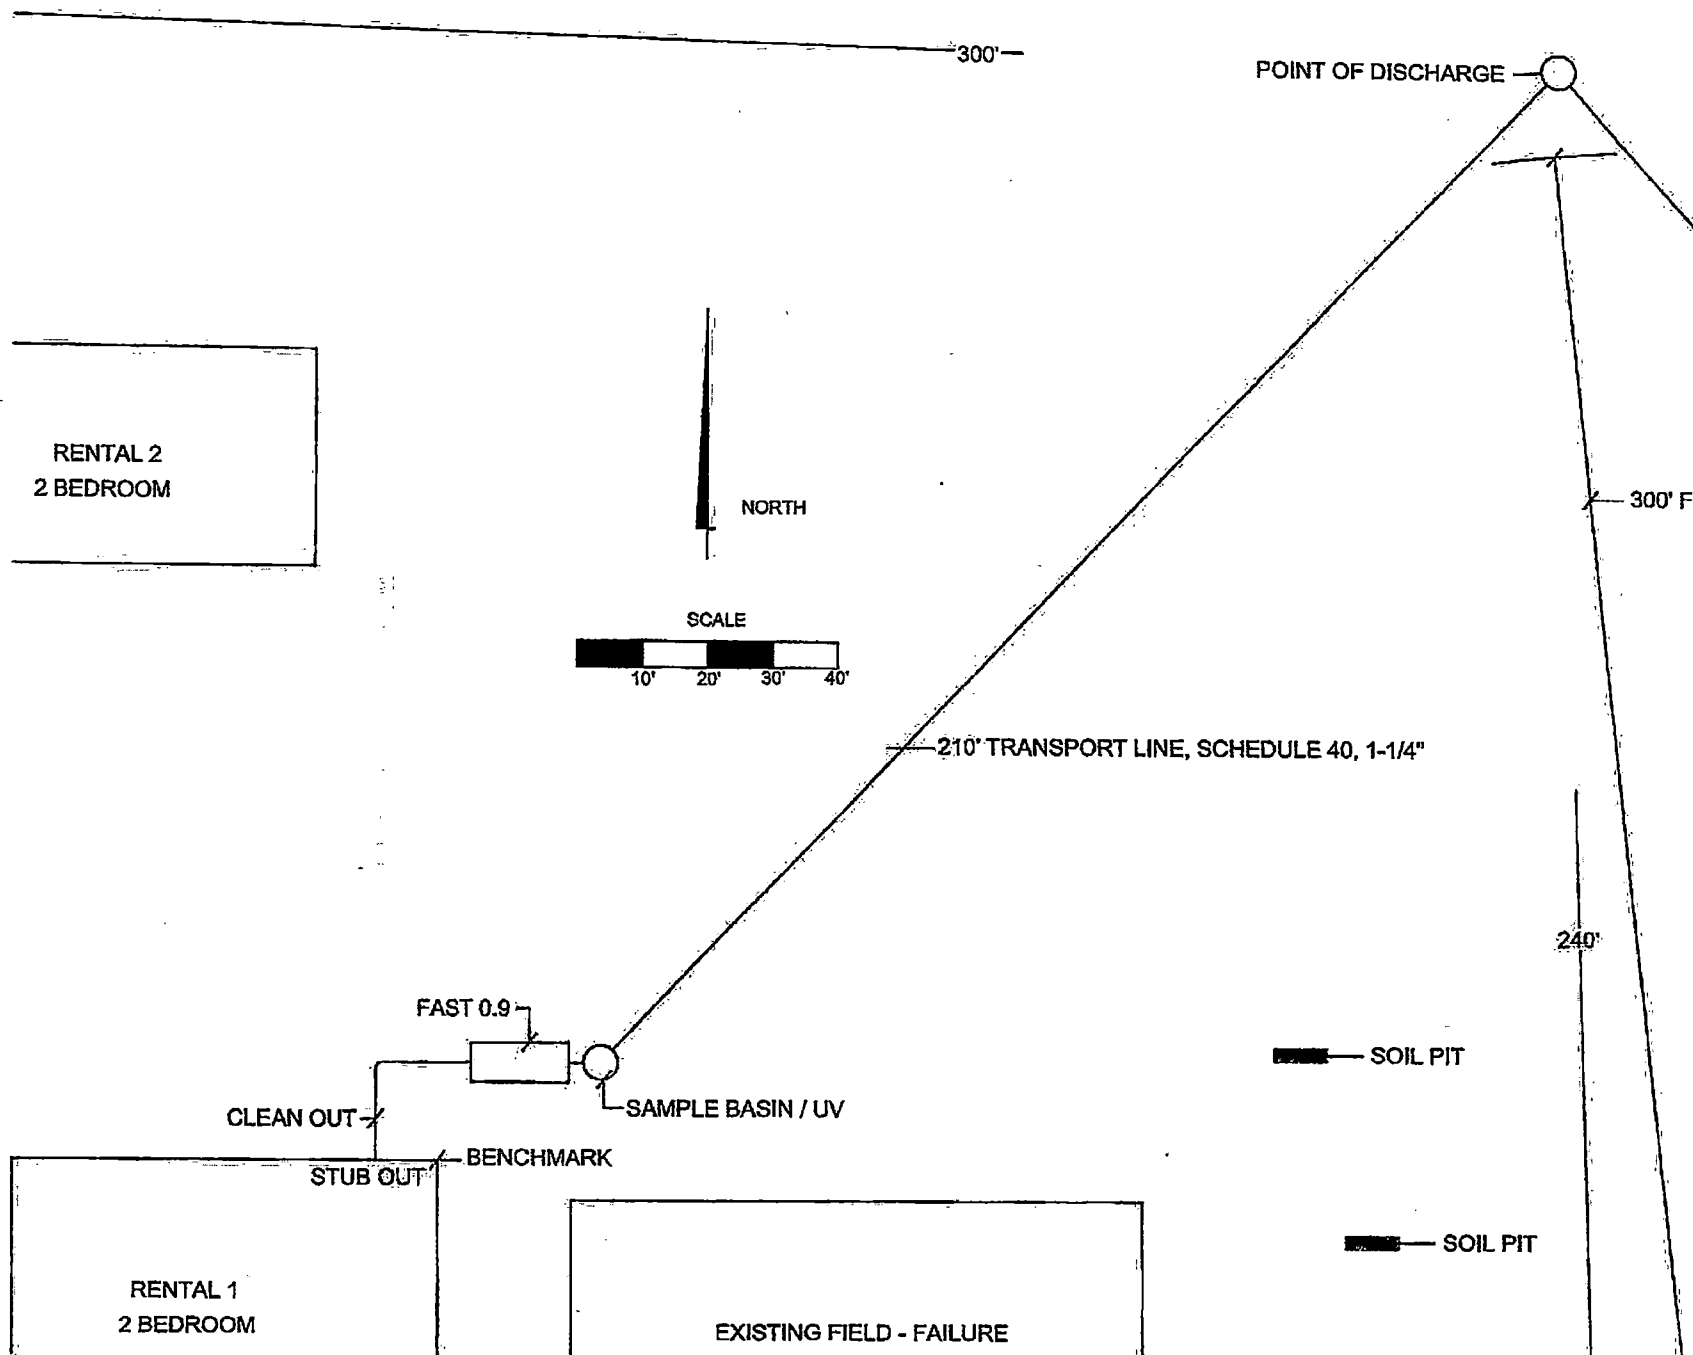 300'
POINT OF DISCHARGE
RENTAL 2
2 BEDROOM
NORTH
300' F
SCALE
10' 20' 30' 40'
210' TRANSPORT LINE, SCHEDULE 40, 1-1/4"
240'
FAST 0.9
SOIL PIT
SAMPLE BASIN / UV
CLEAN OUT
BENCHMARK
STUB OUT
SOIL PIT
RENTAL 1
2 BEDROOM
EXISTING FIELD - FAILURE